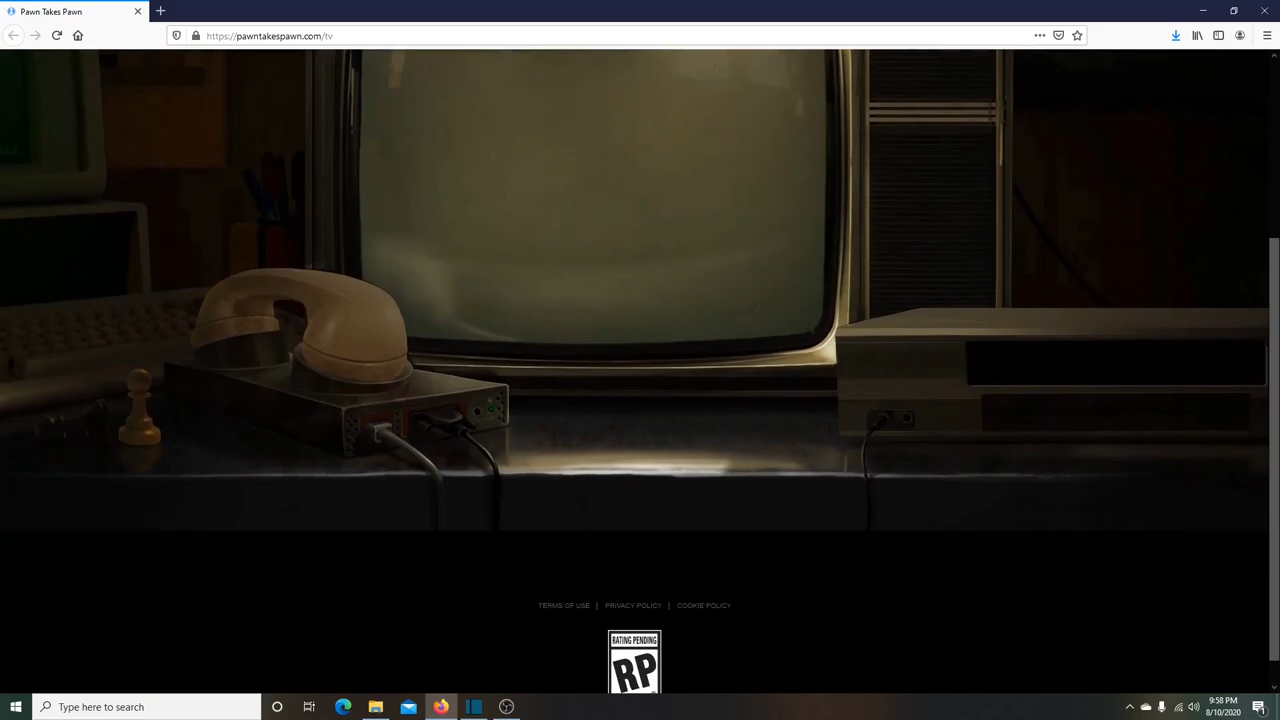 Pawn Takes Pawn
https://pawntakespawn.com/tv
TERMS OF USE | PRIVACY POLICY | COOKIE POLICY
RATING PENDING
RP
Type here to search
9:58 PM
8/10/2020
1